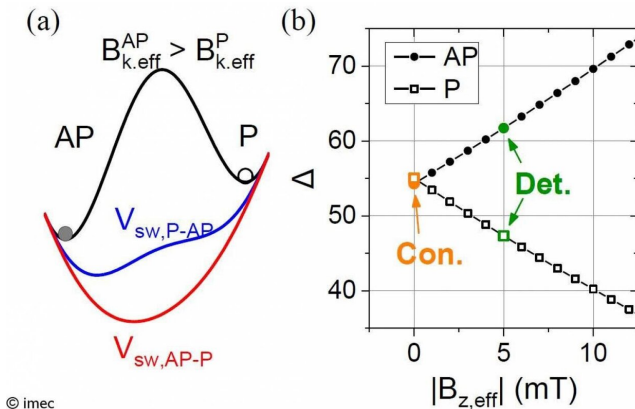 (a)
B^AP_k.eff > B^P_k.eff
AP
P
V_sw,P-AP
V_sw,AP-P
© imec
(b)
AP
P
Det.
Con.
Δ
70
60
50
40
0
5
10
|B_z,eff| (mT)